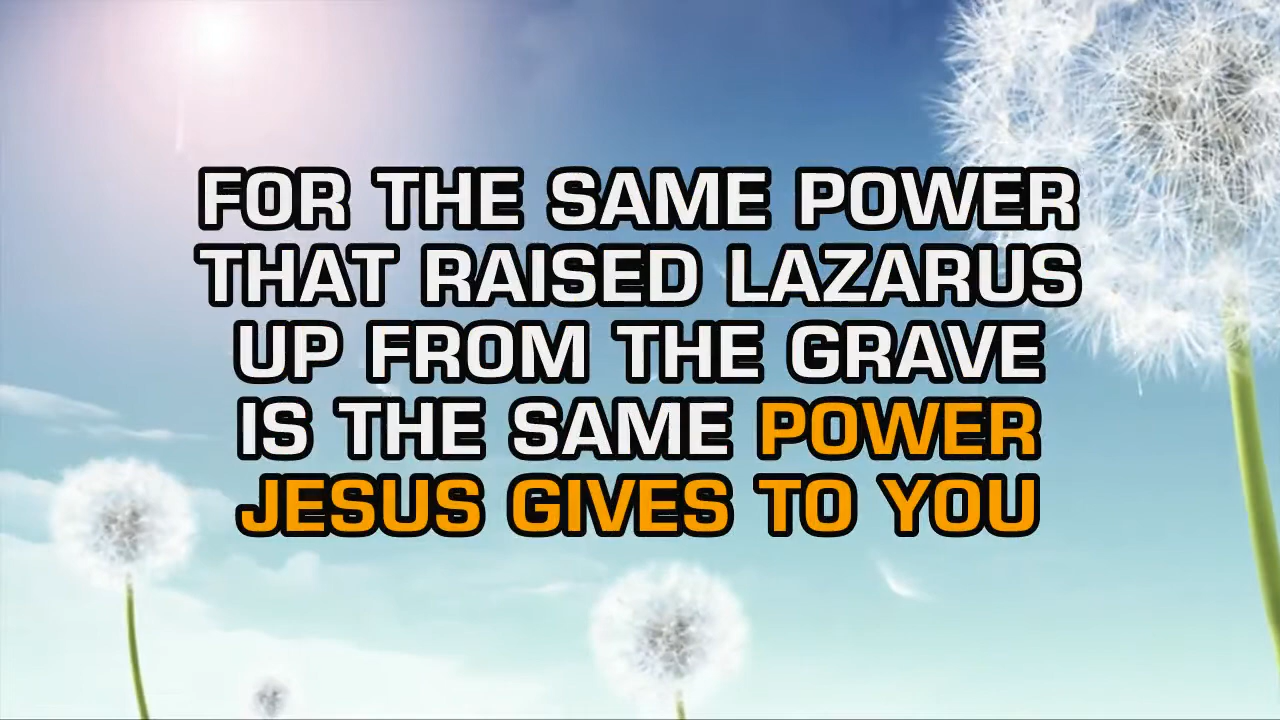 FOR THE SAME POWER
THAT RAISED LAZARUS
UP FROM THE GRAVE
IS THE SAME POWER
JESUS GIVES TO YOU